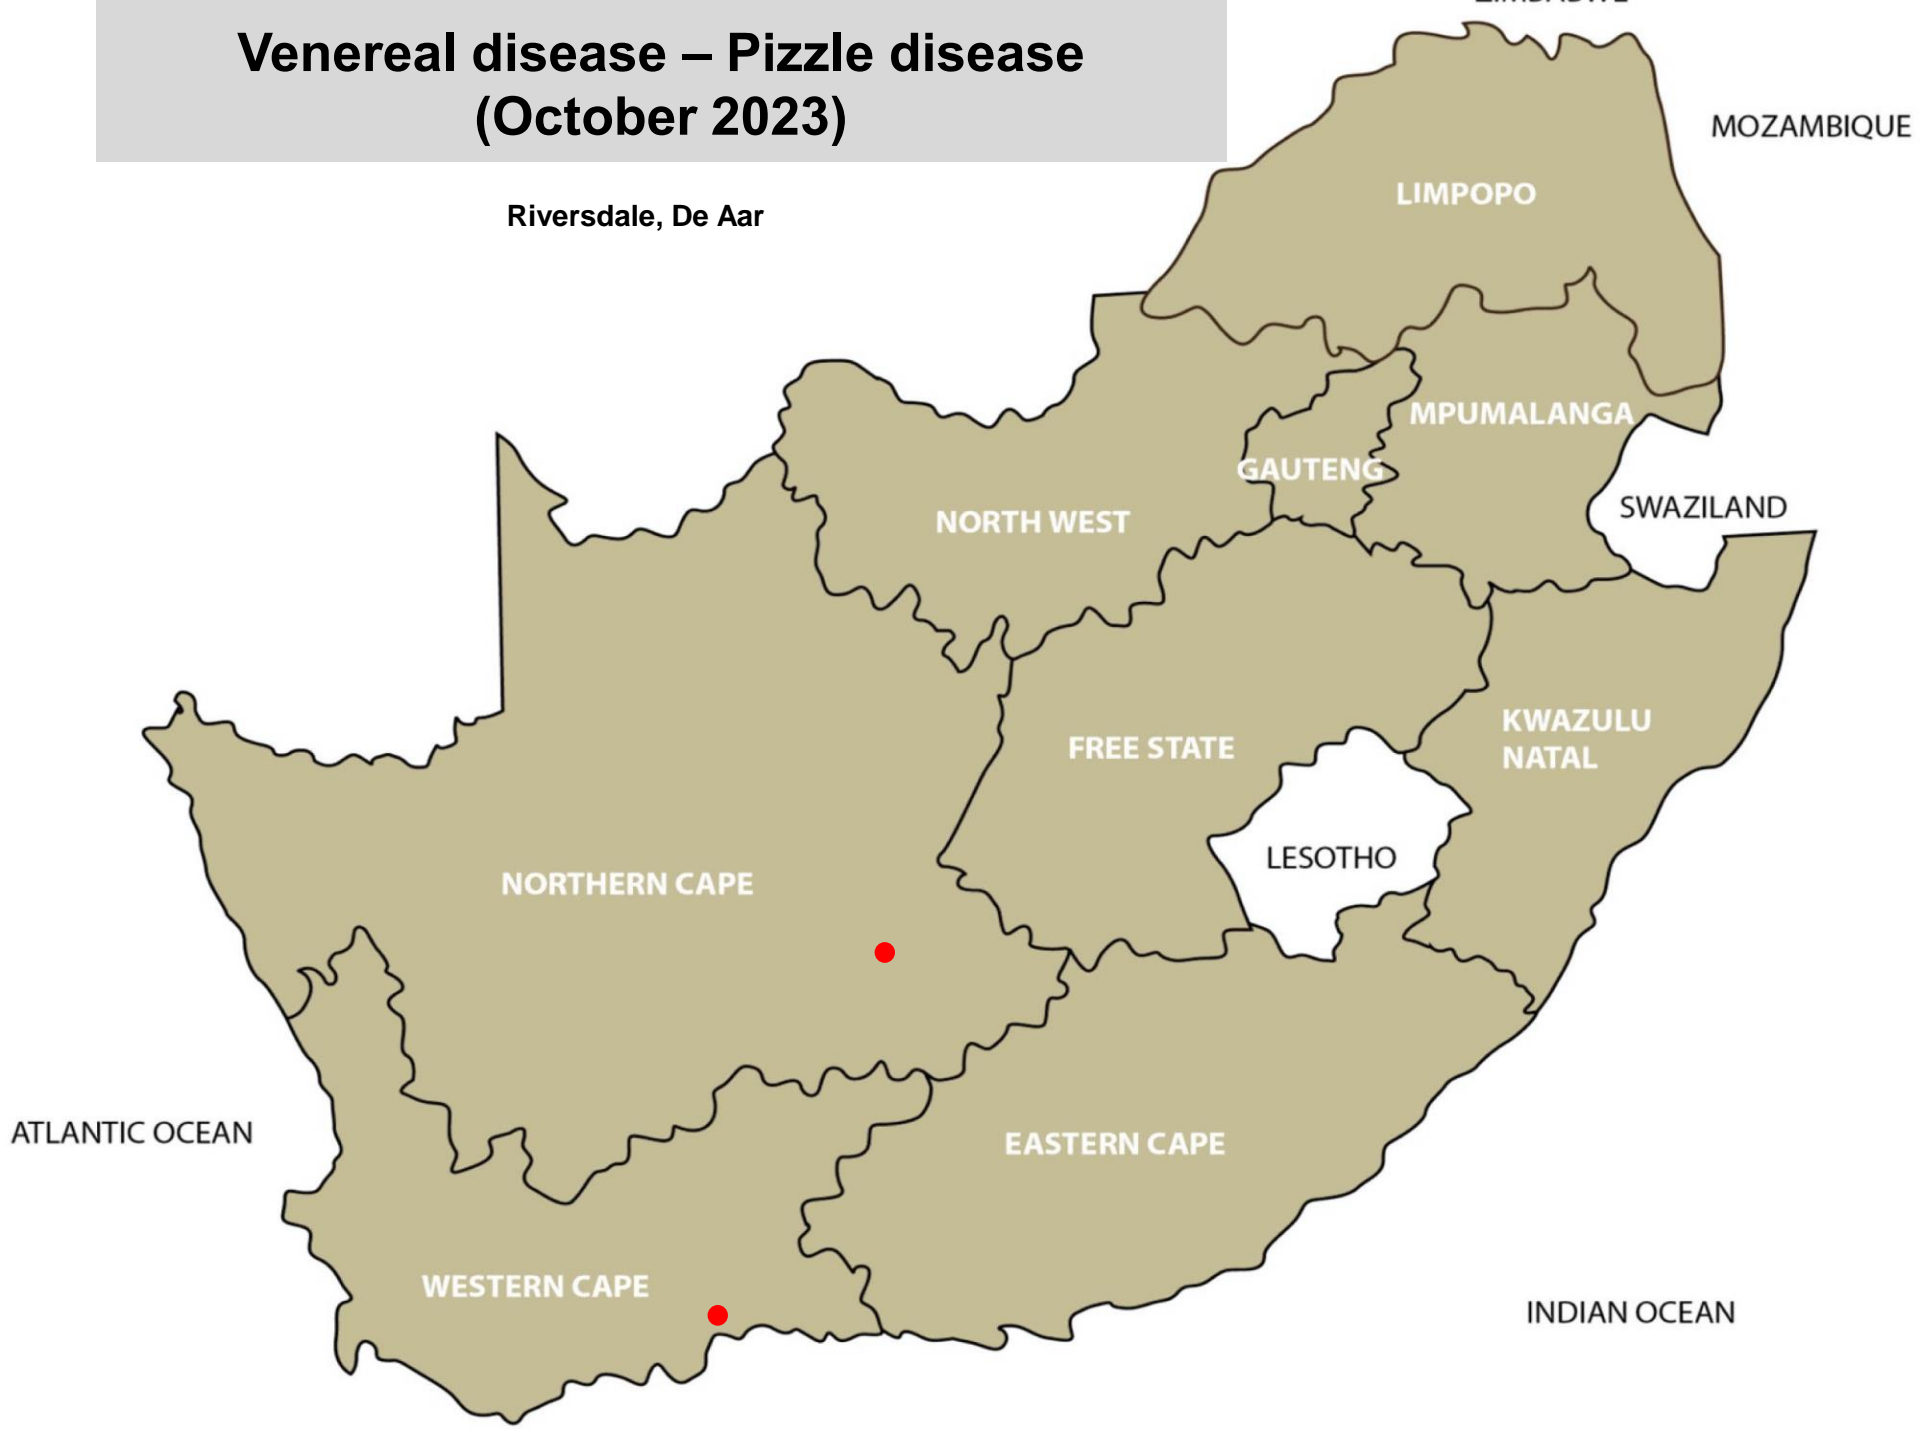 Venereal disease – Pizzle disease
(October 2023)
Riversdale, De Aar
MOZAMBIQUE
LIMPOPO
MPUMALANGA
GAUTENG
SWAZILAND
NORTH WEST
KWAZULU
NATAL
FREE STATE
LESOTHO
NORTHERN CAPE
ATLANTIC OCEAN
EASTERN CAPE
WESTERN CAPE
INDIAN OCEAN